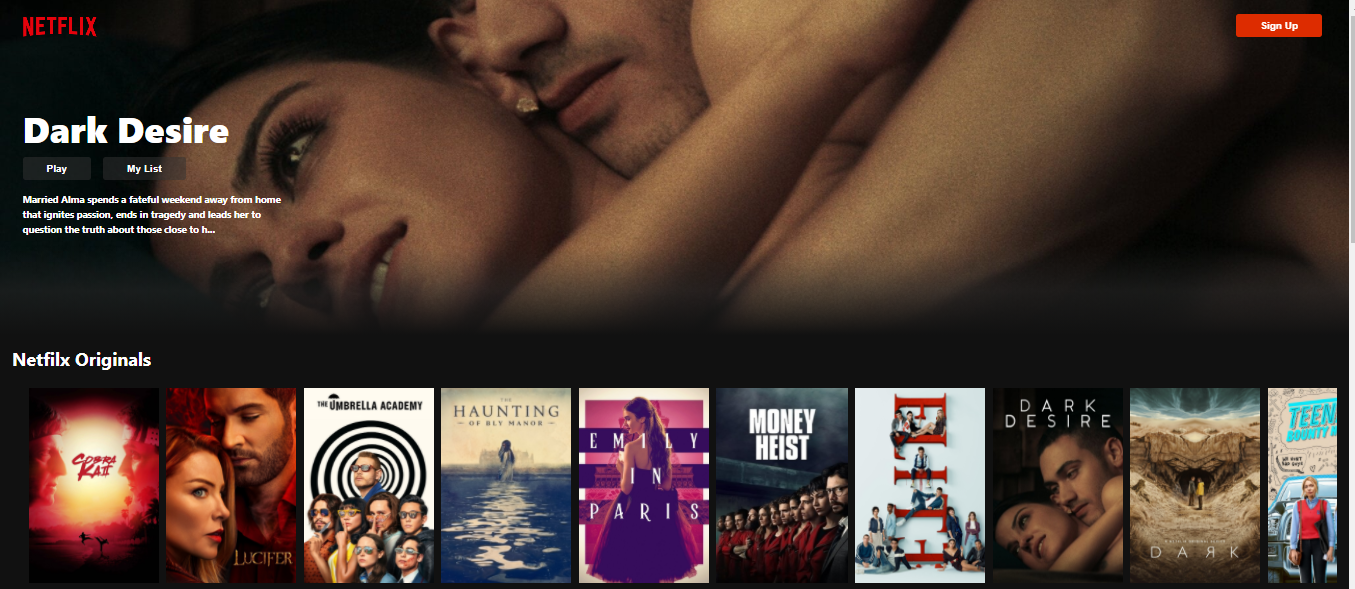 NETFLIX
Sign Up
Dark Desire
Play
My List
Married Alma spends a fateful weekend away from home
that ignites passion, ends in tragedy and leads her to
question the truth about those close to h...
Netfilx Originals
COBRA
KAI
LUCIFER
THE UMBRELLA ACADEMY
THE
HAUNTING
OF BLY MANOR
EMILY
IN
PARIS
MONEY
HEIST
ELITE
DARK
DESIRE
DARK
TEEN
BOUNTY